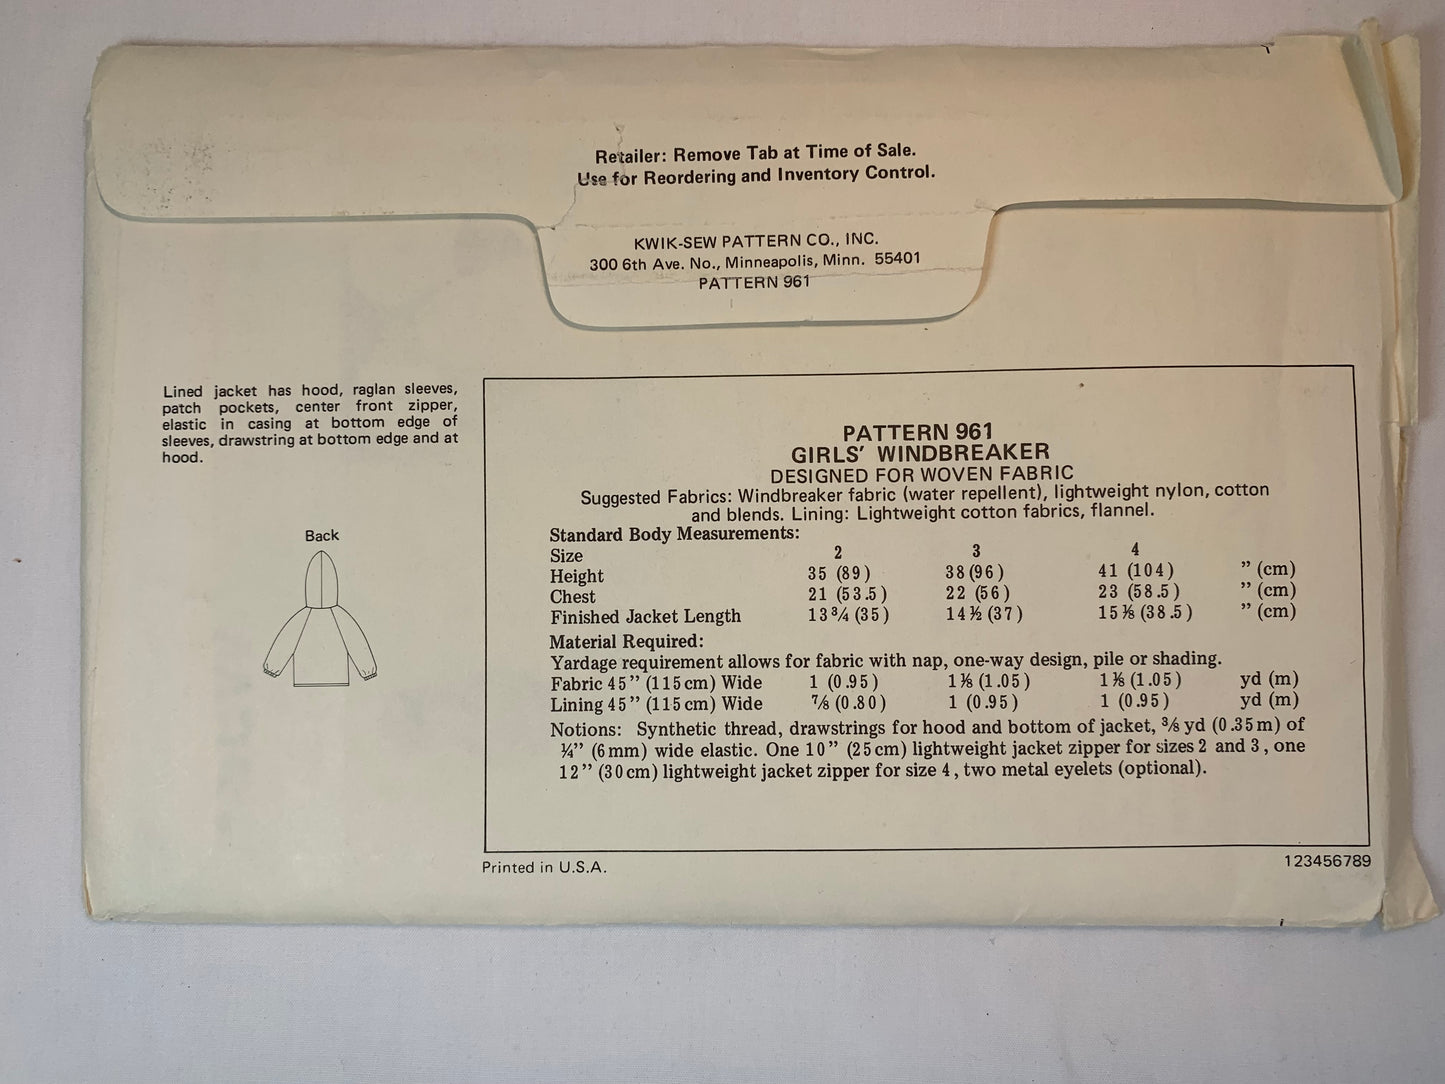 Retailer: Remove Tab at Time of Sale.
Use for Reordering and Inventory Control.
KWIK-SEW PATTERN CO., INC.
300 6th Ave. No., Minneapolis, Minn. 55401
PATTERN 961
Lined jacket has hood, raglan sleeves,
patch pockets, center front zipper,
elastic in casing at bottom edge of
sleeves, drawstring at bottom edge and at
hood.
Back
PATTERN 961
GIRLS' WINDBREAKER
DESIGNED FOR WOVEN FABRIC
Suggested Fabrics: Windbreaker fabric (water repellent), lightweight nylon, cotton
and blends. Lining: Lightweight cotton fabrics, flannel.
Standard Body Measurements:
Size 2 3 4
Height 35 (89) 38 (96) 41 (104) ” (cm)
Chest 21 (53.5) 22 (56) 23 (58.5) ” (cm)
Finished Jacket Length 13¾ (35) 14½ (37) 15⅛ (38.5) ” (cm)
Material Required:
Yardage requirement allows for fabric with nap, one-way design, pile or shading.
Fabric 45” (115 cm) Wide 1 (0.95) 1⅛ (1.05) 1⅛ (1.05) yd (m)
Lining 45” (115 cm) Wide ⅞ (0.80) 1 (0.95) 1 (0.95) yd (m)
Notions: Synthetic thread, drawstrings for hood and bottom of jacket, ⅜ yd (0.35 m) of
¼” (6 mm) wide elastic. One 10” (25 cm) lightweight jacket zipper for sizes 2 and 3, one
12” (30 cm) lightweight jacket zipper for size 4, two metal eyelets (optional).
Printed in U.S.A.
123456789